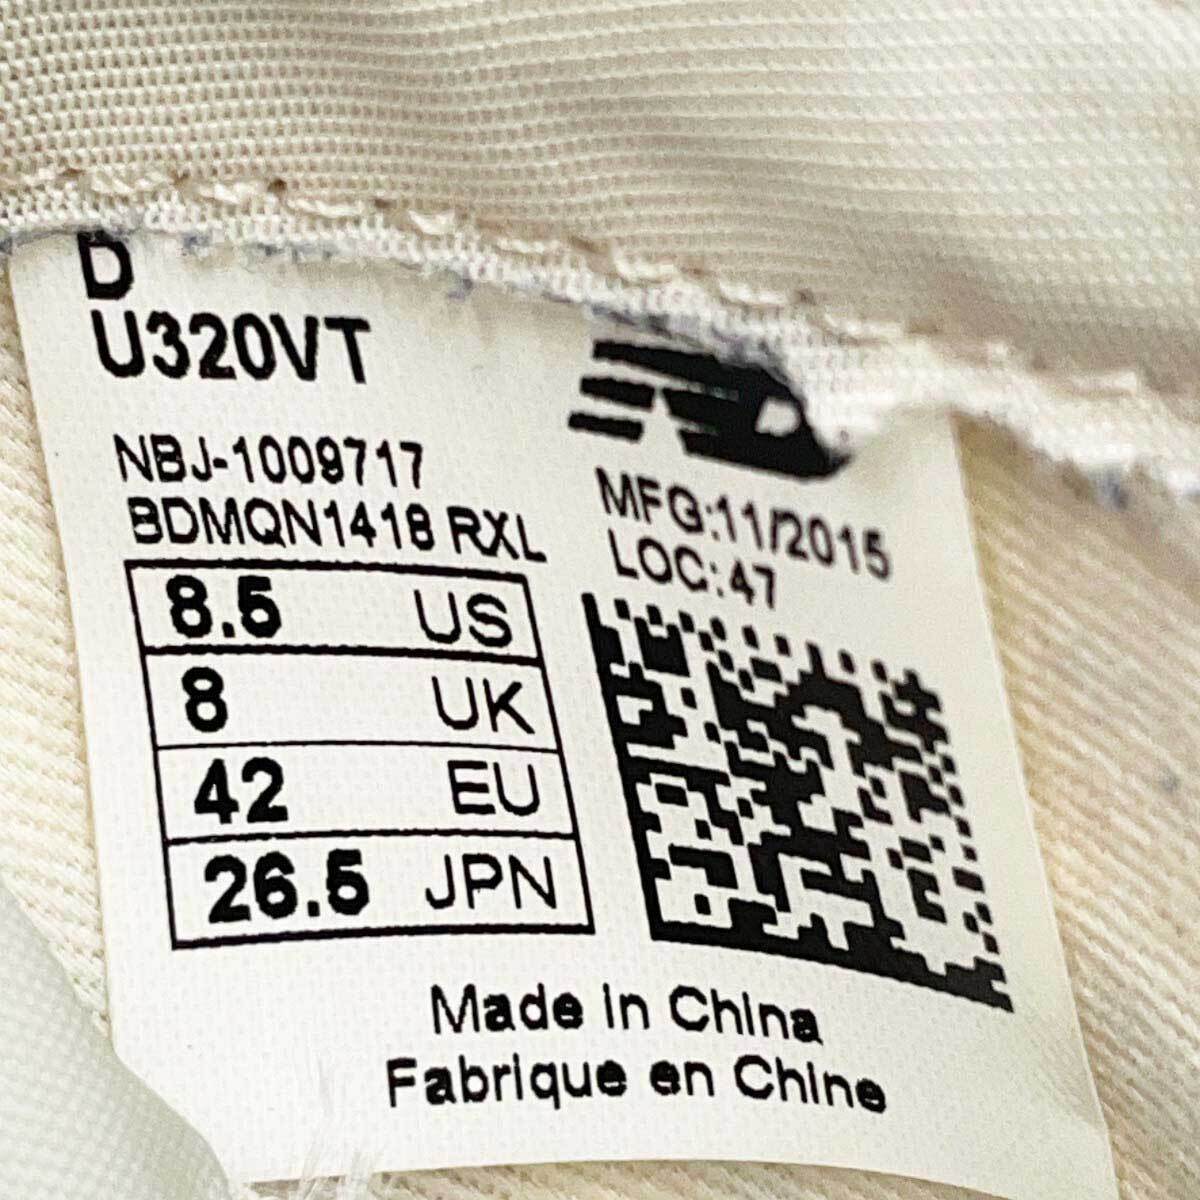 D
U320VT
NBJ-1009717
BDMQN1418 RXL
MFG:11/2015
LOC:47
8.5 US
8 UK
42 EU
26.5 JPN
Made in China
Fabrique en Chine